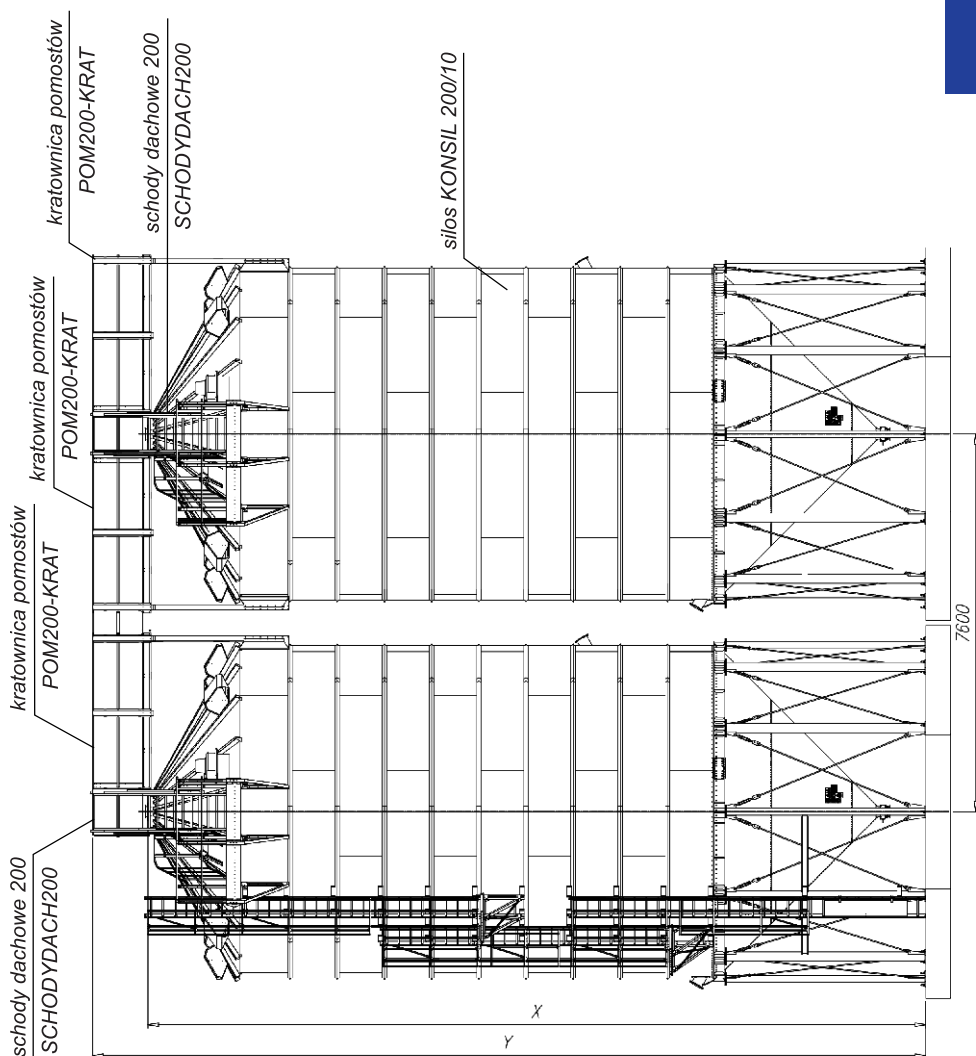 kratownica pomostów
POM200-KRAT
schody dachowe 200
SCHODYDACH200
silos KONSIL 200/10
kratownica pomostów
POM200-KRAT
kratownica pomostów
POM200-KRAT
schody dachowe 200
SCHODYDACH200
7600
X
Y